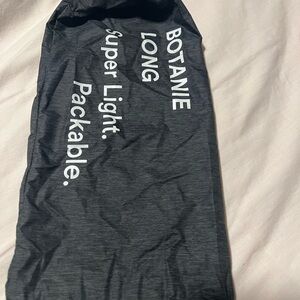 BOTANIE
LONG
Super Light.
Packable.